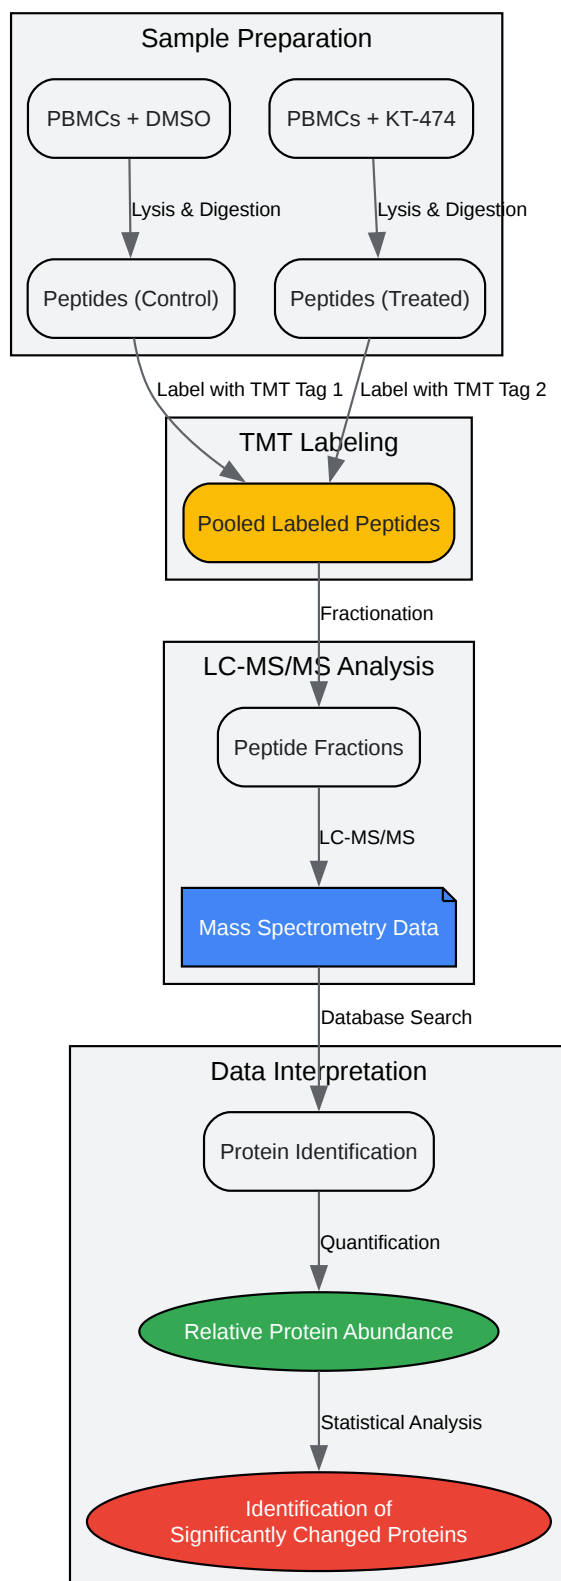 Sample Preparation
PBMCs + DMSO
PBMCs + KT-474
Lysis & Digestion
Lysis & Digestion
Peptides (Control)
Peptides (Treated)
Label with TMT Tag 1
Label with TMT Tag 2
TMT Labeling
Pooled Labeled Peptides
Fractionation
LC-MS/MS Analysis
Peptide Fractions
LC-MS/MS
Mass Spectrometry Data
Database Search
Data Interpretation
Protein Identification
Quantification
Relative Protein Abundance
Statistical Analysis
Identification of
Significantly Changed Proteins